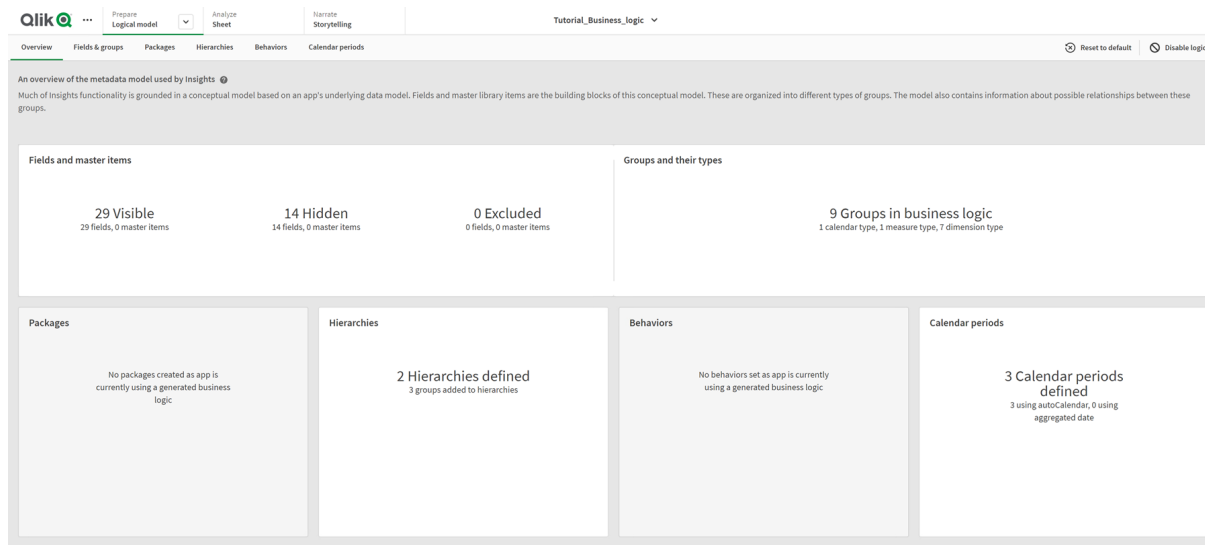 Qlik
Prepare
Logical model
Analyze
Sheet
Narrate
Storytelling
Tutorial_Business_logic
Overview
Fields & groups
Packages
Hierarchies
Behaviors
Calendar periods
Reset to default
Disable logic
An overview of the metadata model used by Insights
Much of Insights functionality is grounded in a conceptual model based on an app's underlying data model. Fields and master library items are the building blocks of this conceptual model. These are organized into different types of groups. The model also contains information about possible relationships between these
groups.
Fields and master items
29 Visible
29 fields, 0 master items
14 Hidden
14 fields, 0 master items
0 Excluded
0 fields, 0 master items
Groups and their types
9 Groups in business logic
1 calendar type, 1 measure type, 7 dimension type
Packages
No packages created as app is
currently using a generated business
logic
Hierarchies
2 Hierarchies defined
3 groups added to hierarchies
Behaviors
No behaviors set as app is currently
using a generated business logic
Calendar periods
3 Calendar periods
defined
3 using autoCalendar, 0 using
aggregated date